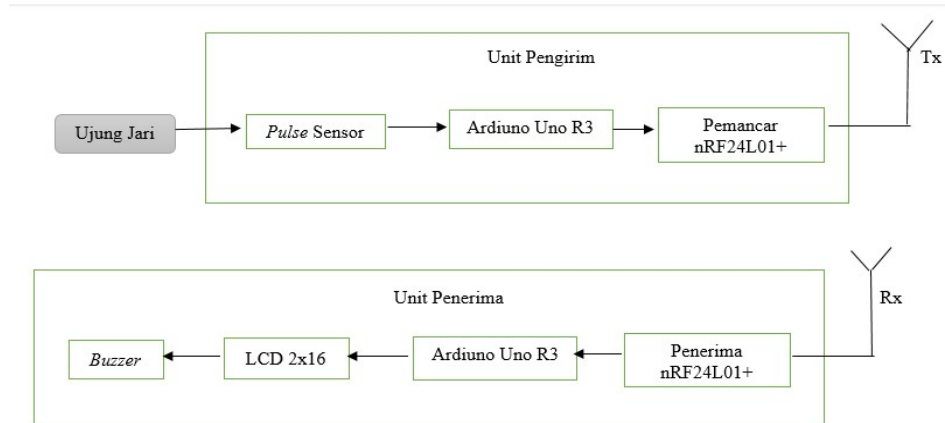 Unit Pengirim
Tx
Ujung Jari
Pulse Sensor
Ardiuno Uno R3
Pemancar
nRF24L01+
Unit Penerima
Rx
Buzzer
LCD 2x16
Ardiuno Uno R3
Penerima
nRF24L01+